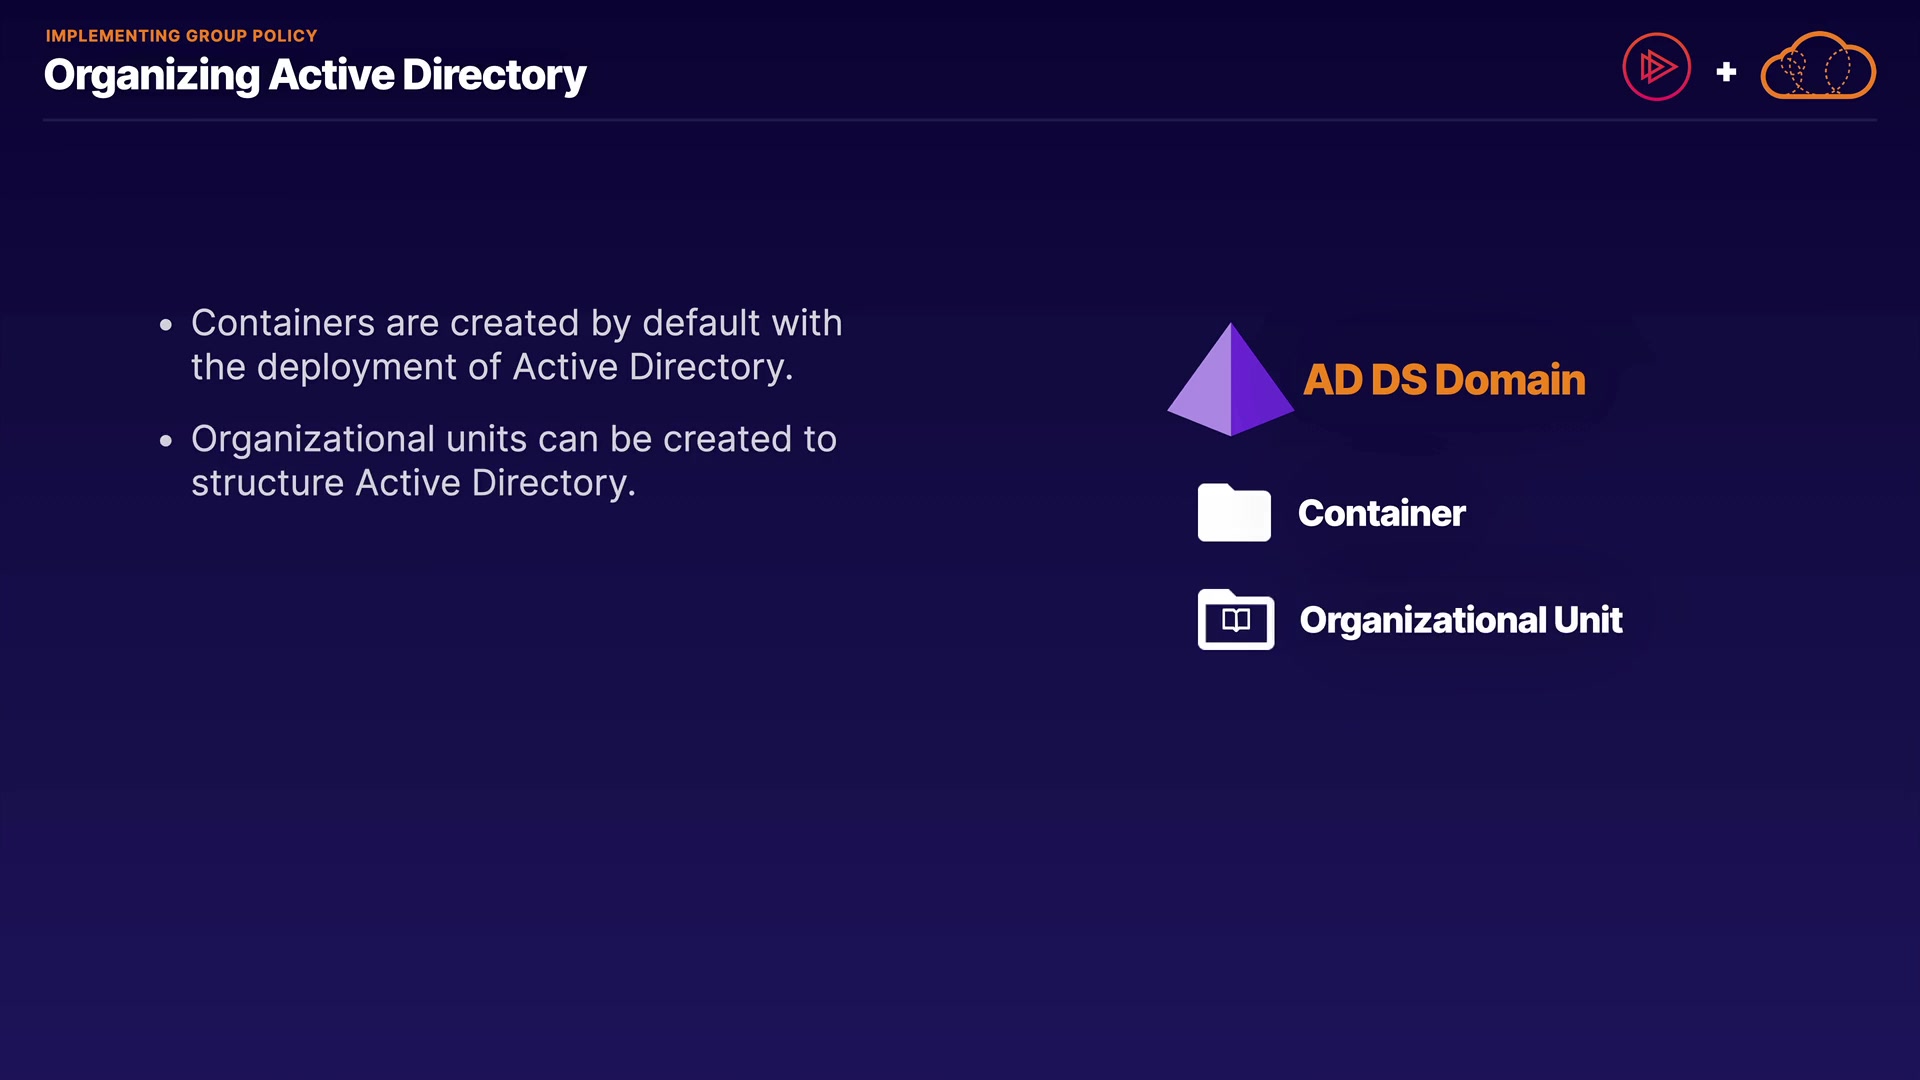 IMPLEMENTING GROUP POLICY
Organizing Active Directory
+
• Containers are created by default with
the deployment of Active Directory.
• Organizational units can be created to
structure Active Directory.
AD DS Domain
Container
Organizational Unit